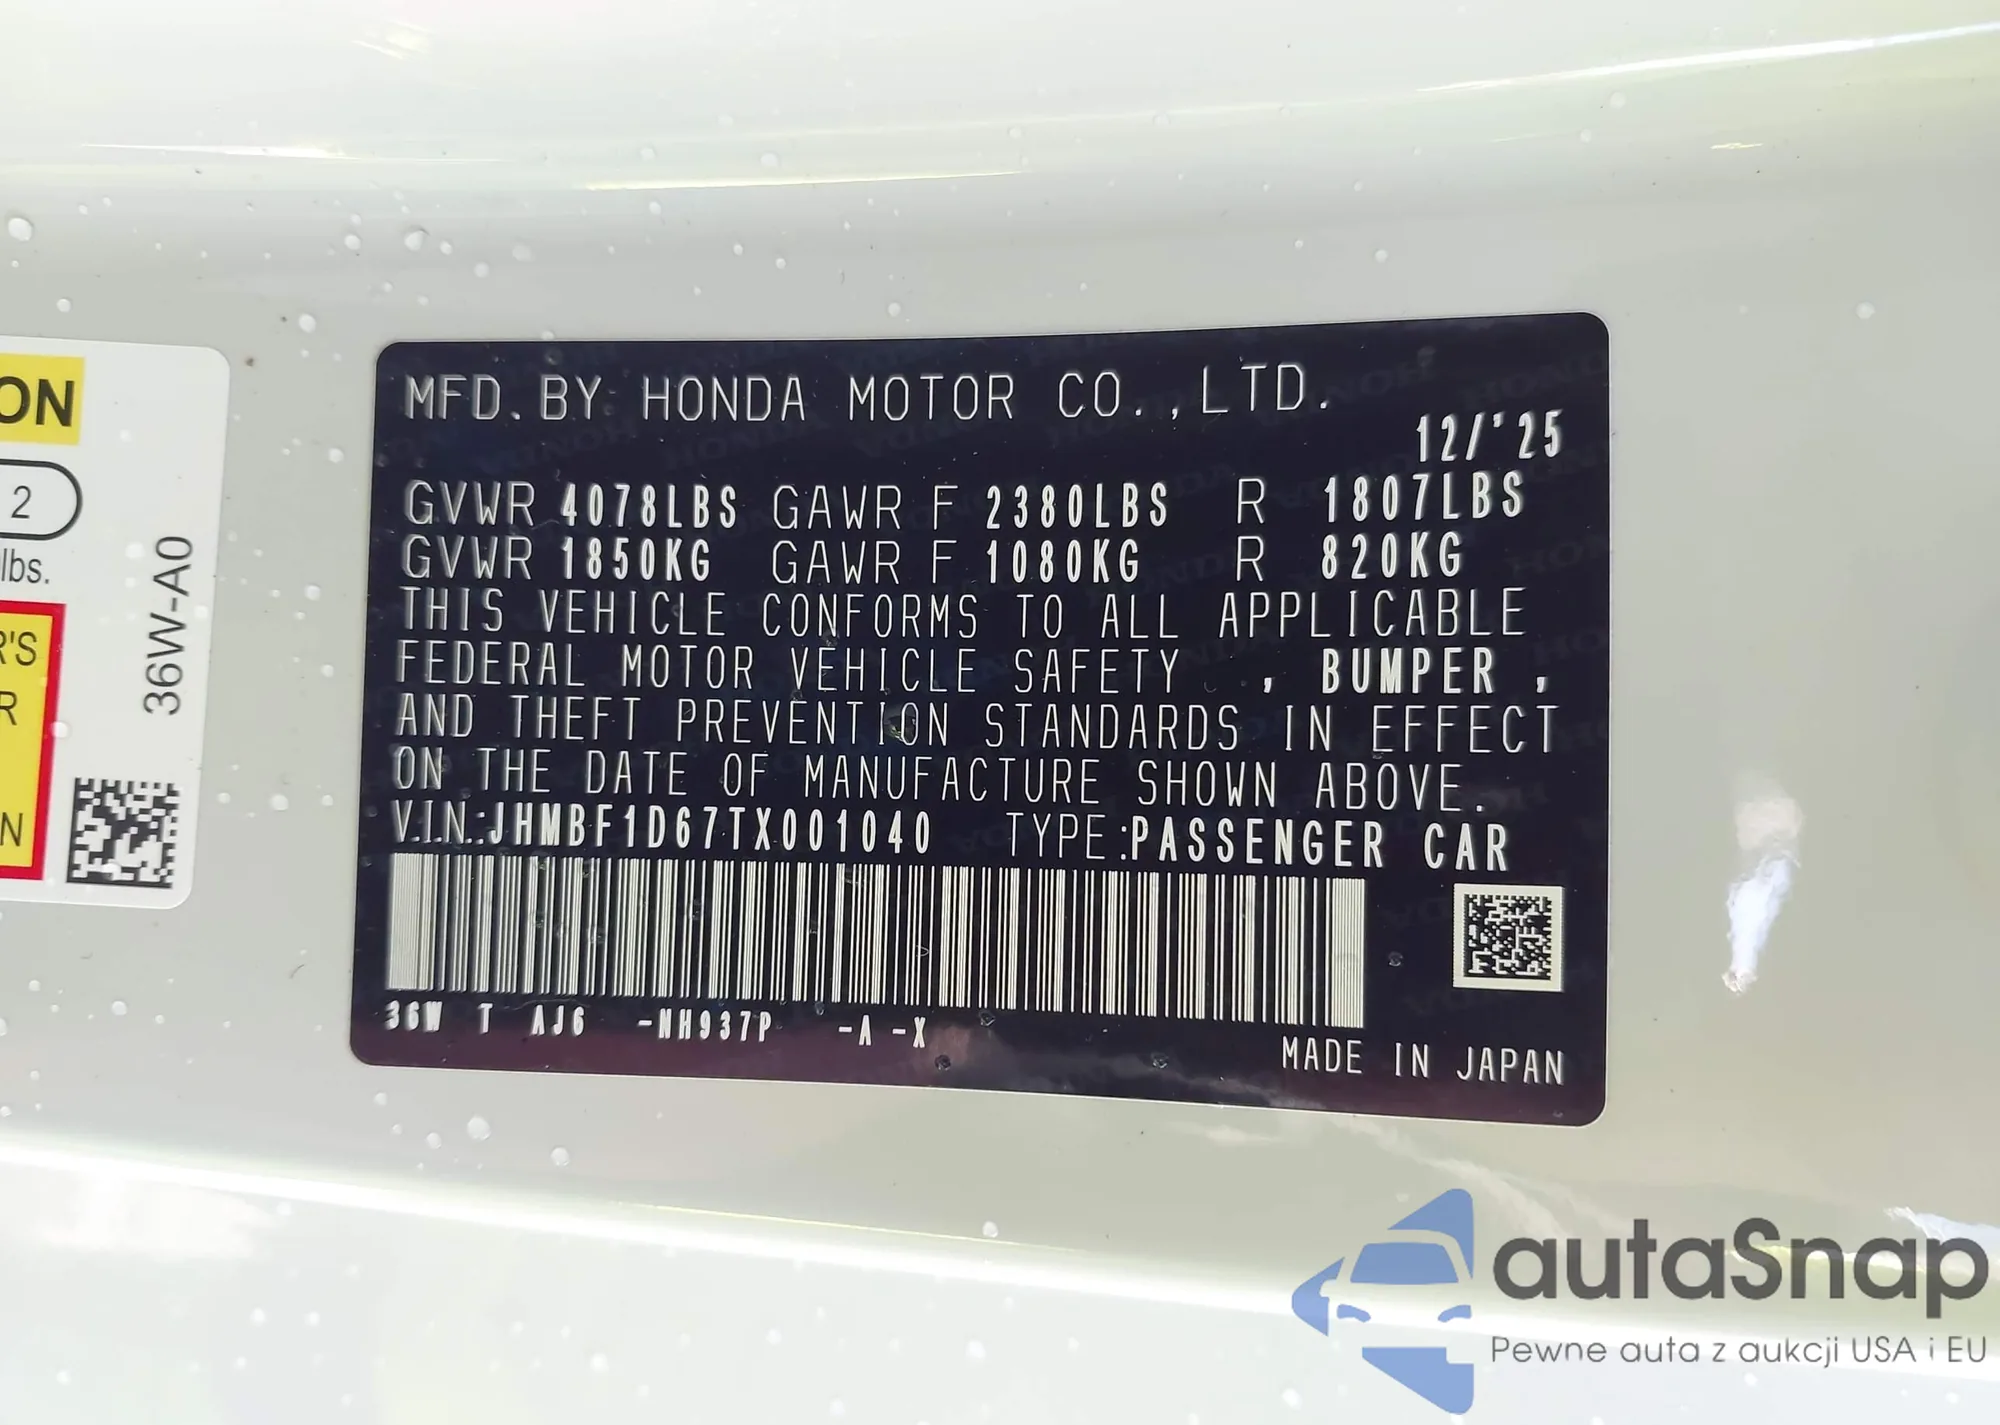 ON
2
lbs.
R'S
R
N
36W-A0
MFD. BY HONDA MOTOR CO., LTD.
12/'25
GVWR 4078LBS GAWR F 2380LBS R 1807LBS
GVWR 1850KG GAWR F 1080KG R 820KG
THIS VEHICLE CONFORMS TO ALL APPLICABLE
FEDERAL MOTOR VEHICLE SAFETY , BUMPER ,
AND THEFT PREVENTION STANDARDS IN EFFECT
ON THE DATE OF MANUFACTURE SHOWN ABOVE.
V.I.N.:JHMBF1D67TX001040 TYPE:PASSENGER CAR
36W T AJ6 -NH937P -A -X
MADE IN JAPAN
autaSnap
Pewne auta z aukcji USA i EU